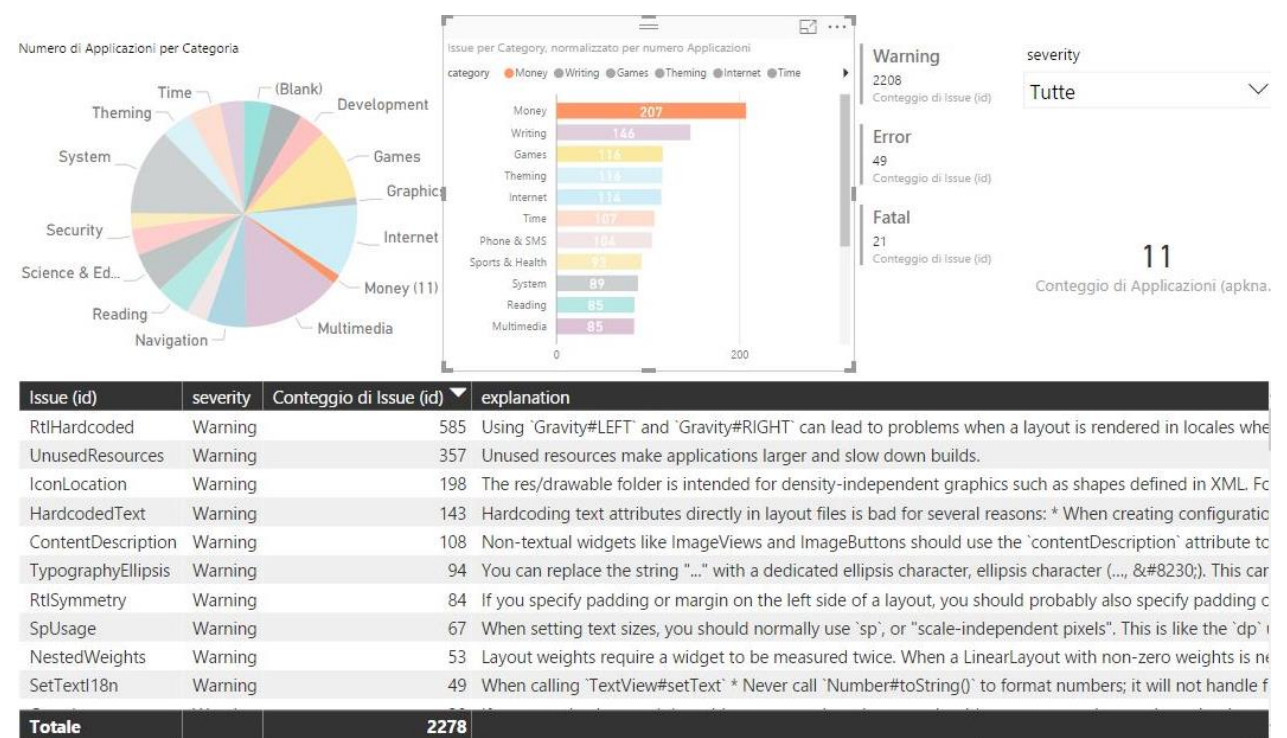 Numero di Applicazioni per Categoria
(Blank)
Development
Games
Graphics
Internet
Money (11)
Multimedia
Navigation
Reading
Science & Ed...
Security
System
Theming
Time
Issue per Category, normalizzato per numero Applicazioni
category Money Writing Games Theming Internet Time
Money 207
Writing 146
Games 116
Theming 116
Internet 114
Time 107
Phone & SMS 104
Sports & Health 93
System 89
Reading 85
Multimedia 85
0 200
Warning
2208
Conteggio di Issue (id)
Error
49
Conteggio di Issue (id)
Fatal
21
Conteggio di Issue (id)
severity
Tutte
11
Conteggio di Applicazioni (apkna.
Issue (id) severity Conteggio di Issue (id) explanation
RtlHardcoded Warning 585 Using `Gravity#LEFT` and `Gravity#RIGHT` can lead to problems when a layout is rendered in locales whe
UnusedResources Warning 357 Unused resources make applications larger and slow down builds.
IconLocation Warning 198 The res/drawable folder is intended for density-independent graphics such as shapes defined in XML. Fo
HardcodedText Warning 143 Hardcoding text attributes directly in layout files is bad for several reasons: * When creating configuratio
ContentDescription Warning 108 Non-textual widgets like ImageViews and ImageButtons should use the `contentDescription` attribute to
TypographyEllipsis Warning 94 You can replace the string "..." with a dedicated ellipsis character, ellipsis character (…, &#8230;). This can
RtlSymmetry Warning 84 If you specify padding or margin on the left side of a layout, you should probably also specify padding
SpUsage Warning 67 When setting text sizes, you should normally use `sp`, or "scale-independent pixels". This is like the `dp`
NestedWeights Warning 53 Layout weights require a widget to be measured twice. When a LinearLayout with non-zero weights is ne
SetTextI18n Warning 49 When calling `TextView#setText` * Never call `Number#toString()` to format numbers; it will not handle f
Totale 2278